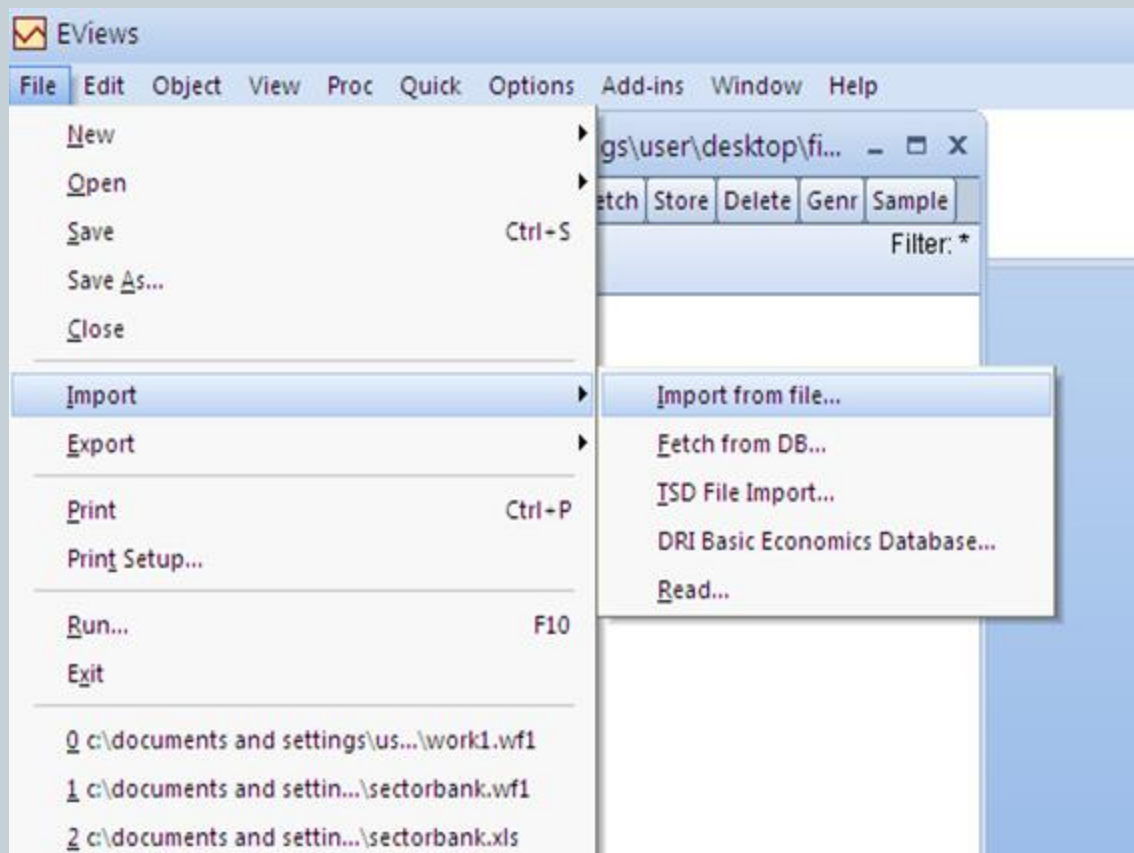 EViews
File Edit Object View Proc Quick Options Add-ins Window Help
New
Open
Save Ctrl+S
Save As...
Close
Import
Export
Print Ctrl+P
Print Setup...
Run... F10
Exit
0 c:\documents and settings\us...\work1.wf1
1 c:\documents and settin...\sectorbank.wf1
2 c:\documents and settin...\sectorbank.xls
gs\user\desktop\fi...
etch Store Delete Genr Sample
Filter: *
Import from file...
Fetch from DB...
TSD File Import...
DRI Basic Economics Database...
Read...